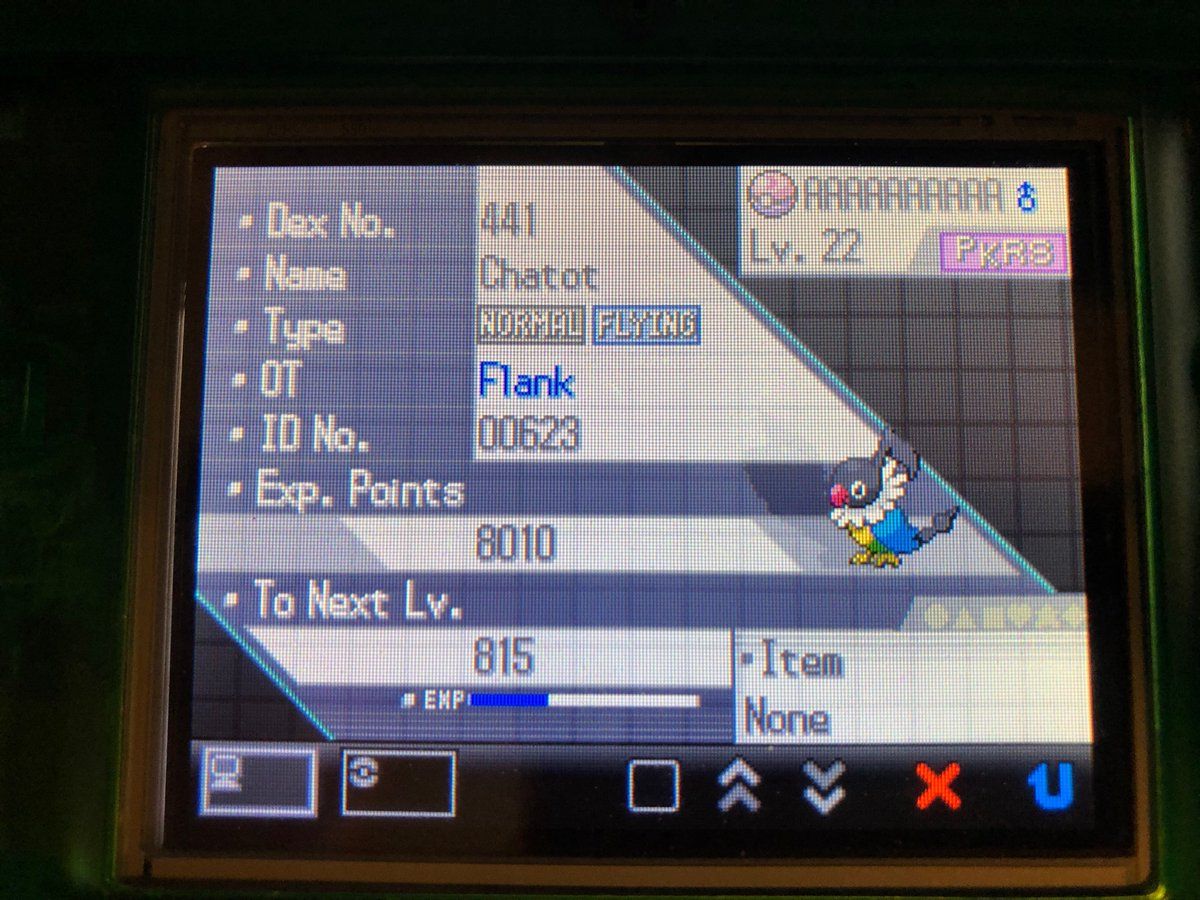 Dex No. 441
Name Chatot
Type NORMAL FLYING
OT Flank
ID No. 00623
Exp. Points
8010
To Next Lv.
815
EXP
AAAAAAAAAA ♂
Lv. 22
PKRS
Item
None